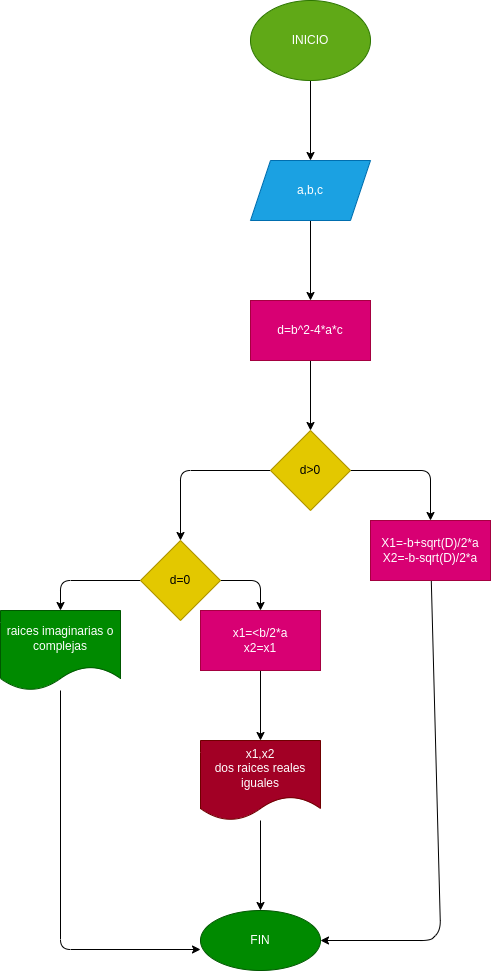 INICIO
a,b,c
d=b^2-4*a*c
d>0
X1=-b+sqrt(D)/2*a
X2=-b-sqrt(D)/2*a
d=0
raices imaginarias o
complejas
x1=<b/2*a
x2=x1
x1,x2
dos raices reales
iguales
FIN